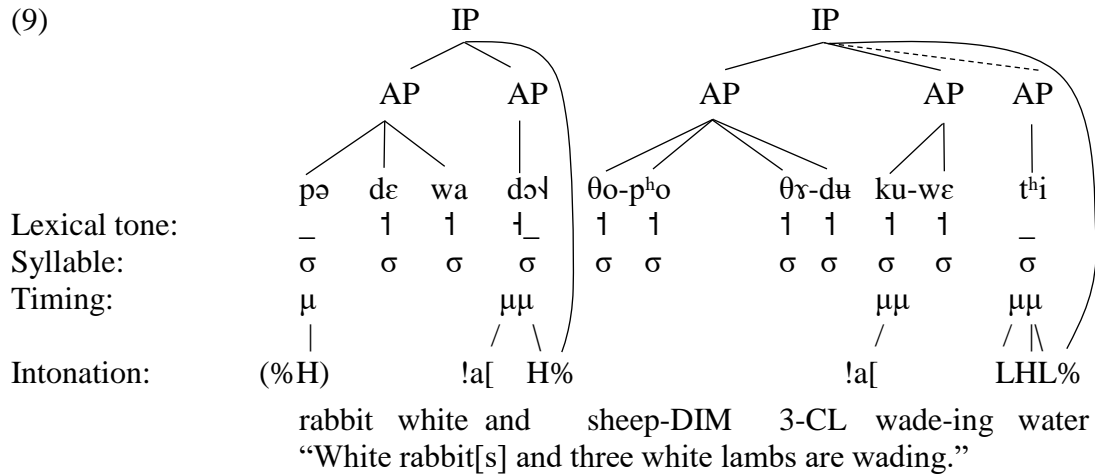 (9) IP IP
AP AP AP AP AP
pə dɛ wa dɔ˧˩ θo-pʰo θɤ-dʉ ku-wɛ tʰi
Lexical tone: _ ˦ ˦ ˧_ ˦ ˦ ˦ ˦ ˦ ˦ _
Syllable: σ σ σ σ σ σ σ σ σ σ σ
Timing: μ μμ μμ μμ
Intonation: (%H) !a[ H% !a[ LHL%
rabbit white and sheep-DIM 3-CL wade-ing water
“White rabbit[s] and three white lambs are wading.”